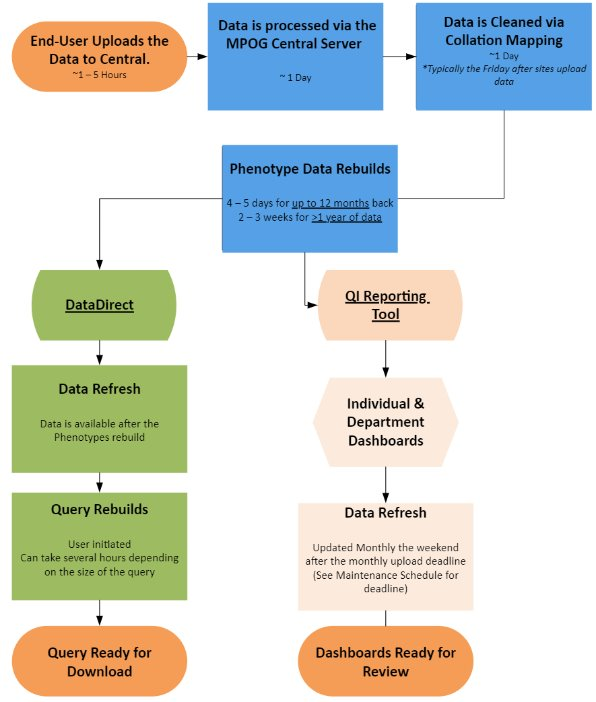 End-User Uploads the
Data to Central.
~1 – 5 Hours
Data is processed via the
MPOG Central Server
~ 1 Day
Data is Cleaned via
Collation Mapping
~1 Day
*Typically the Friday after sites upload
data
Phenotype Data Rebuilds
4 – 5 days for up to 12 months back
2 – 3 weeks for >1 year of data
DataDirect
Data Refresh
Data is available after the
Phenotypes rebuild
Query Rebuilds
User initiated
Can take several hours depending
on the size of the query
Query Ready for
Download
QI Reporting
Tool
Individual &
Department
Dashboards
Data Refresh
Updated Monthly the weekend
after the monthly upload deadline
(See Maintenance Schedule for
deadline)
Dashboards Ready for
Review